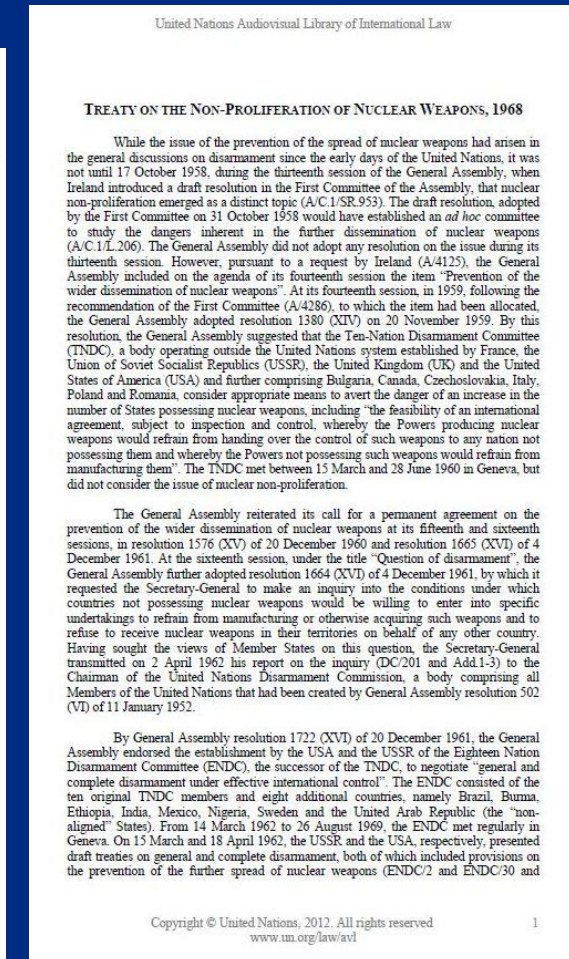 United Nations Audiovisual Library of International Law
TREATY ON THE NON-PROLIFERATION OF NUCLEAR WEAPONS, 1968
While the issue of the prevention of the spread of nuclear weapons had arisen in
the general discussions on disarmament since the early days of the United Nations, it was
not until 17 October 1958, during the thirteenth session of the General Assembly, when
Ireland introduced a draft resolution in the First Committee of the Assembly, that nuclear
non-proliferation emerged as a distinct topic (A/C.1/SR.953). The draft resolution, adopted
by the First Committee on 31 October 1958 would have established an ad hoc committee
to study the dangers inherent in the further dissemination of nuclear weapons
(A/C.1/L.206). The General Assembly did not adopt any resolution on the issue during its
thirteenth session. However, pursuant to a request by Ireland (A/4125), the General
Assembly included on the agenda of its fourteenth session the item “Prevention of the
wider dissemination of nuclear weapons”. At its fourteenth session, in 1959, following the
recommendation of the First Committee (A/4286), to which the item had been allocated,
the General Assembly adopted resolution 1380 (XIV) on 20 November 1959. By this
resolution, the General Assembly suggested that the Ten-Nation Disarmament Committee
(TNDC), a body operating outside the United Nations system established by France, the
Union of Soviet Socialist Republics (USSR), the United Kingdom (UK) and the United
States of America (USA) and further comprising Bulgaria, Canada, Czechoslovakia, Italy,
Poland and Romania, consider appropriate means to avert the danger of an increase in the
number of States possessing nuclear weapons, including “the feasibility of an international
agreement, subject to inspection and control, whereby the Powers producing nuclear
weapons would refrain from handing over the control of such weapons to any nation not
possessing them and whereby the Powers not possessing such weapons would refrain from
manufacturing them”. The TNDC met between 15 March and 28 June 1960 in Geneva, but
did not consider the issue of nuclear non-proliferation.
The General Assembly reiterated its call for a permanent agreement on the
prevention of the wider dissemination of nuclear weapons at its fifteenth and sixteenth
sessions, in resolution 1576 (XV) of 20 December 1960 and resolution 1665 (XVI) of 4
December 1961. At the sixteenth session, under the title “Question of disarmament”, the
General Assembly further adopted resolution 1664 (XVI) of 4 December 1961, by which it
requested the Secretary-General to make an inquiry into the conditions under which
countries not possessing nuclear weapons would be willing to enter into specific
undertakings to refrain from manufacturing or otherwise acquiring such weapons and to
refuse to receive nuclear weapons in their territories on behalf of any other country.
Having sought the views of Member States on this question, the Secretary-General
transmitted on 2 April 1962 his report on the inquiry (DC/201 and Add.1-3) to the
Chairman of the United Nations Disarmament Commission, a body comprising all
Members of the United Nations that had been created by General Assembly resolution 502
(VI) of 11 January 1952.
By General Assembly resolution 1722 (XVI) of 20 December 1961, the General
Assembly endorsed the establishment by the USA and the USSR of the Eighteen Nation
Disarmament Committee (ENDC), the successor of the TNDC, to negotiate “general and
complete disarmament under effective international control”. The ENDC consisted of the
ten original TNDC members and eight additional countries, namely Brazil, Burma,
Ethiopia, India, Mexico, Nigeria, Sweden and the United Arab Republic (the “non-
aligned” States). From 14 March 1962 to 26 August 1969, the ENDC met regularly in
Geneva. On 15 March and 18 April 1962, the USSR and the USA, respectively, presented
draft treaties on general and complete disarmament, both of which included provisions on
the prevention of the further spread of nuclear weapons (ENDC/2 and ENDC/30 and
Copyright © United Nations, 2012. All rights reserved 1
www.un.org/law/avl